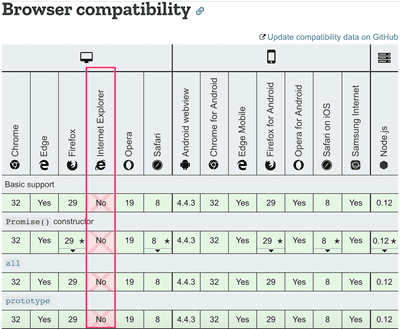 Browser compatibility
Update compatibility data on GitHub
Chrome
Edge
Firefox
Internet Explorer
Opera
Safari
Android webview
Chrome for Android
Edge Mobile
Firefox for Android
Opera for Android
Safari on iOS
Samsung Internet
Node.js
Basic support
32 Yes 29 No 19 8 4.4.3 32 Yes 29 Yes 8 Yes 0.12
Promise() constructor
32 Yes 29 * No 19 8 * 4.4.3 32 Yes 29 * Yes 8 * Yes 0.12 *
all
32 Yes 29 No 19 8 4.4.3 32 Yes 29 Yes 8 Yes 0.12
prototype
32 Yes 29 No 19 8 4.4.3 32 Yes 29 Yes 8 Yes 0.12